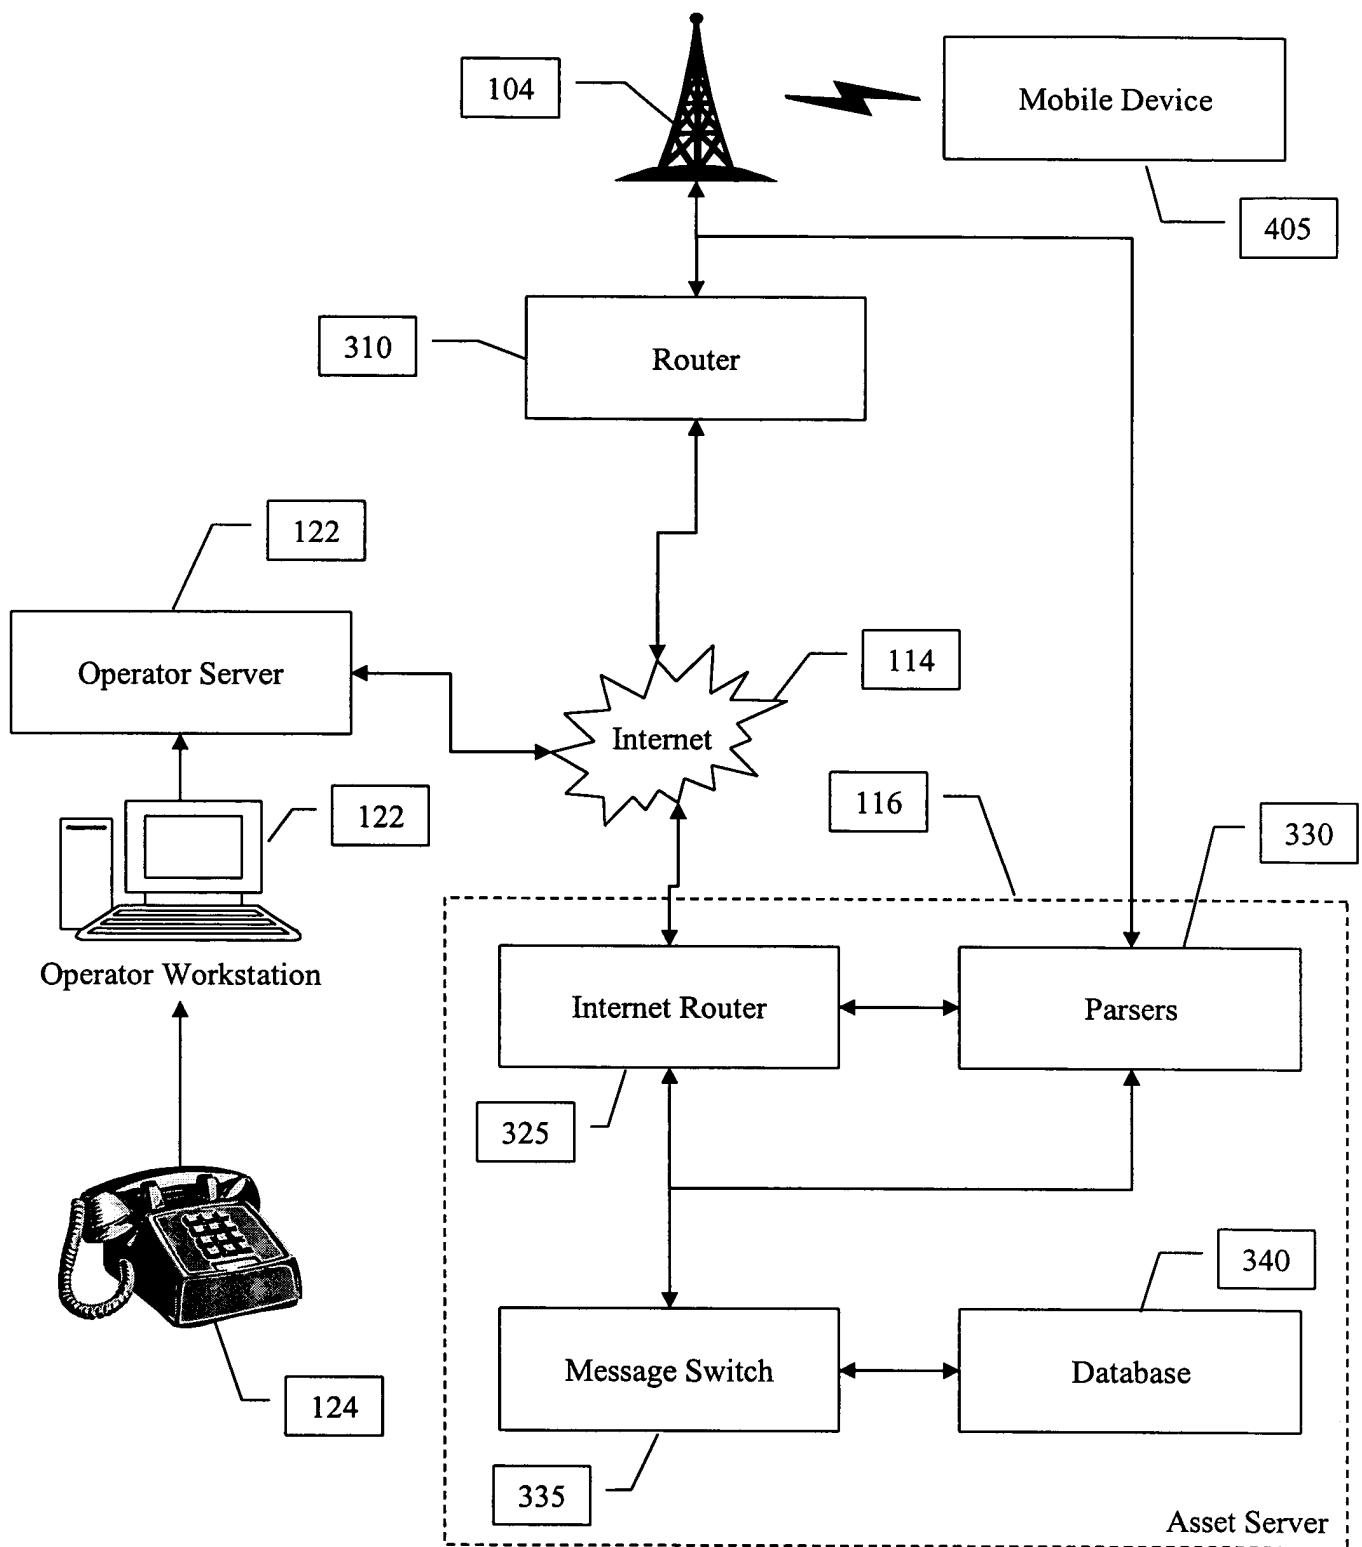 104
Mobile Device
405
310
Router
122
Operator Server
114
Internet
122
116
330
Operator Workstation
Internet Router
Parsers
325
340
Message Switch
Database
124
335
Asset Server